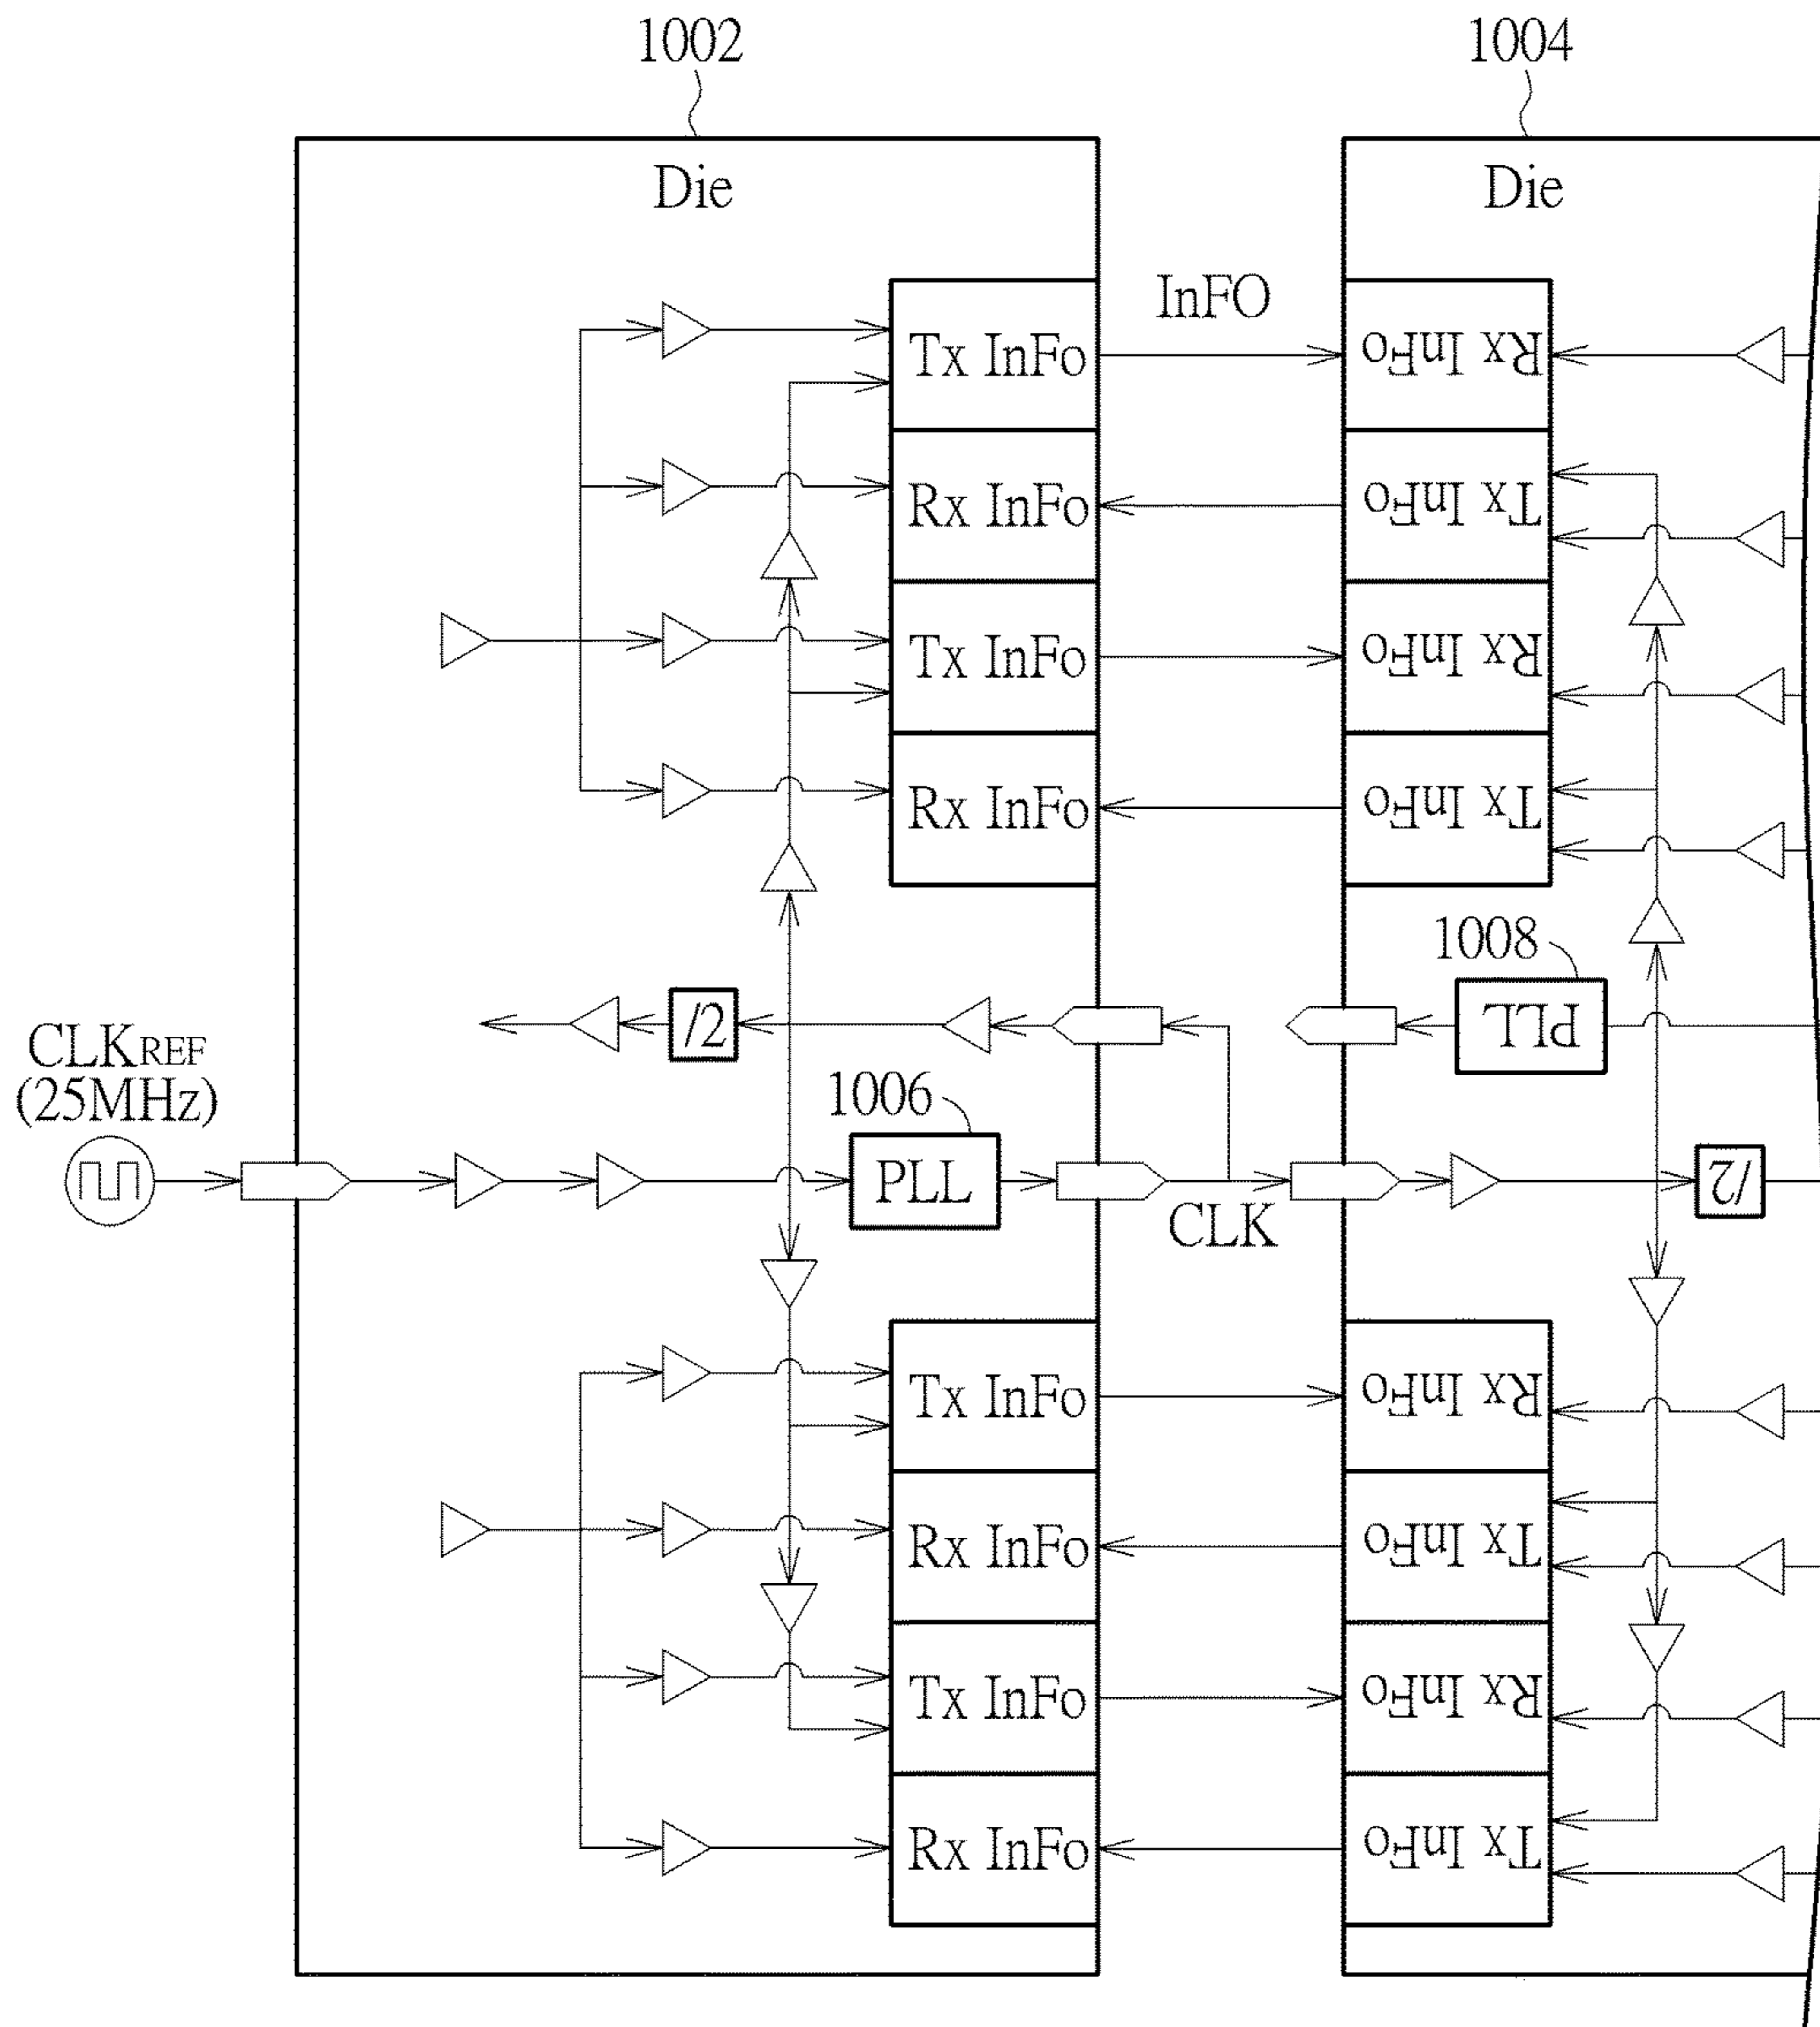 1002
1004
Die
Die
InFO
Tx InFo
Rx InFo
Rx InFo
Tx InFo
Tx InFo
Rx InFo
Rx InFo
Tx InFo
1008
/2
PLL
CLKREF
(25MHz)
1006
PLL
/2
CLK
Tx InFo
Rx InFo
Rx InFo
Tx InFo
Tx InFo
Rx InFo
Rx InFo
Tx InFo